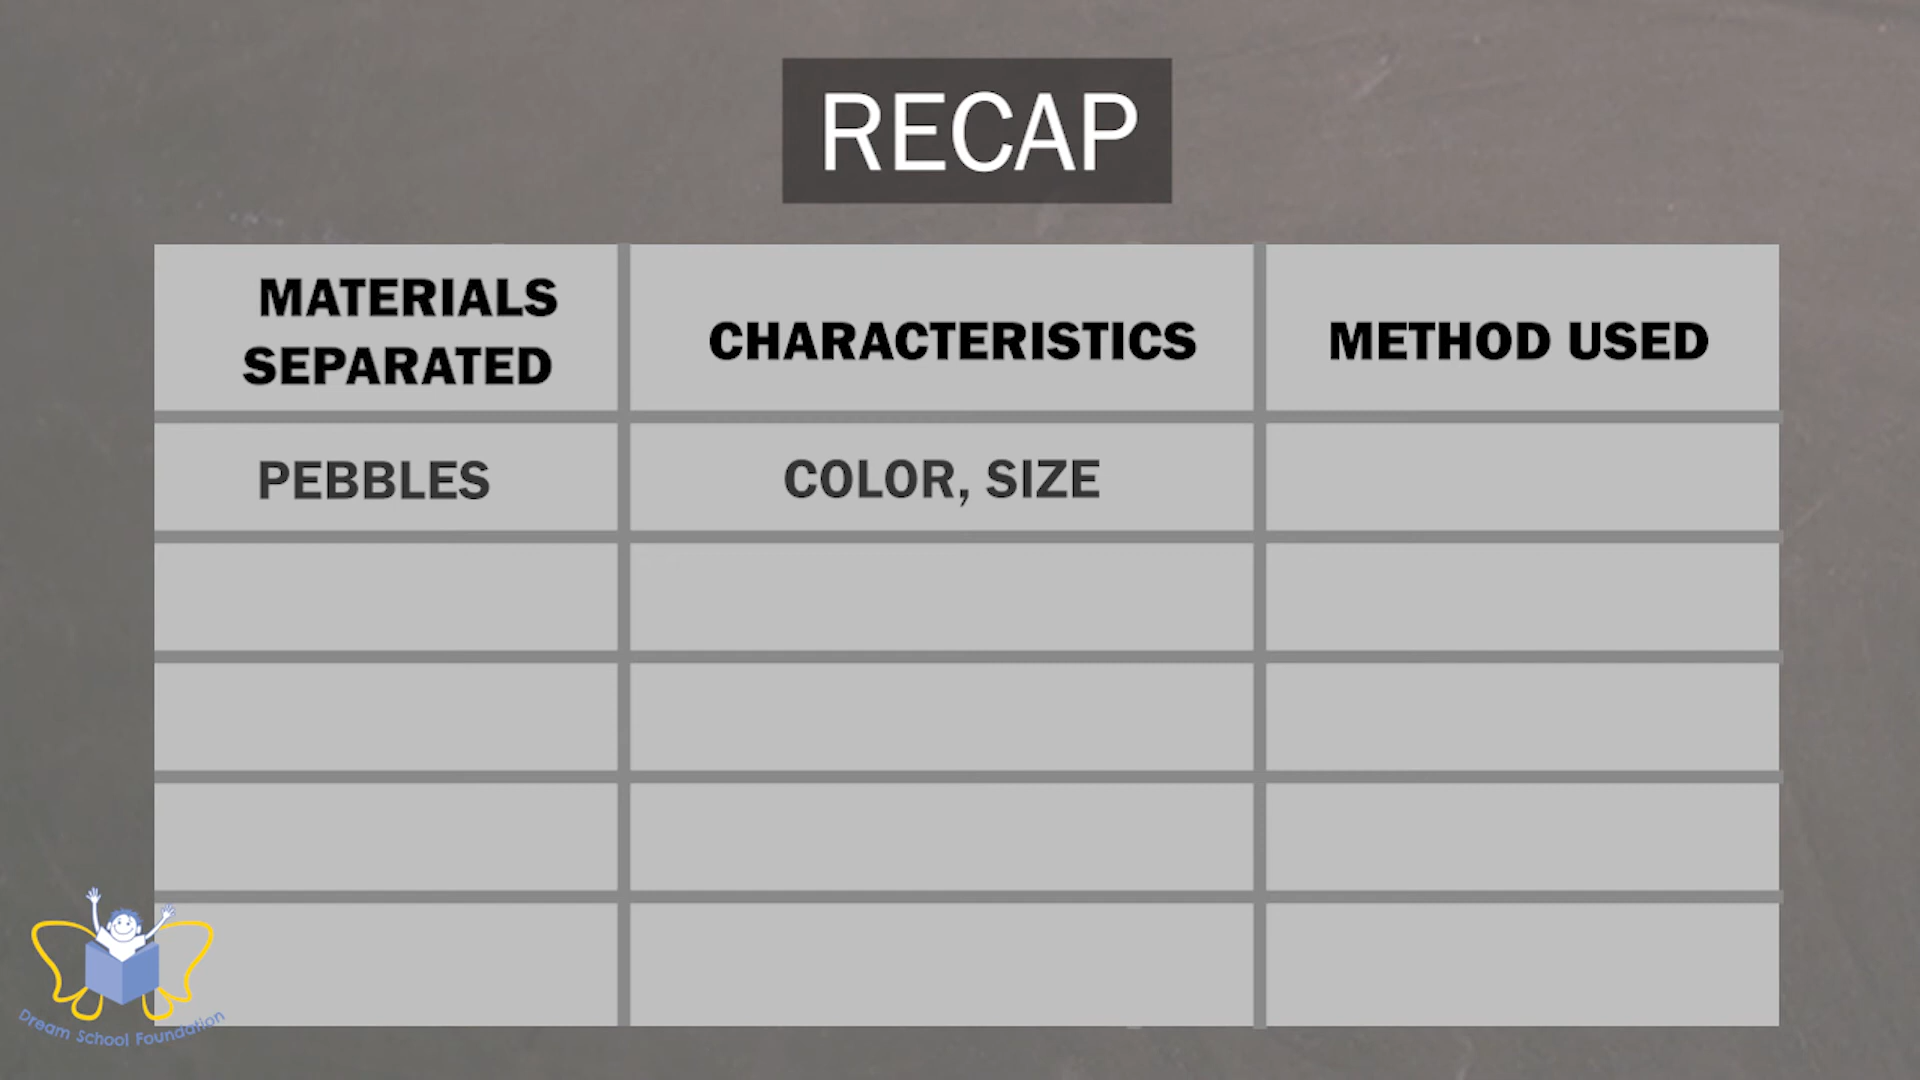 RECAP
MATERIALS
SEPARATED
CHARACTERISTICS
METHOD USED
PEBBLES
COLOR, SIZE
Dream School Foundation